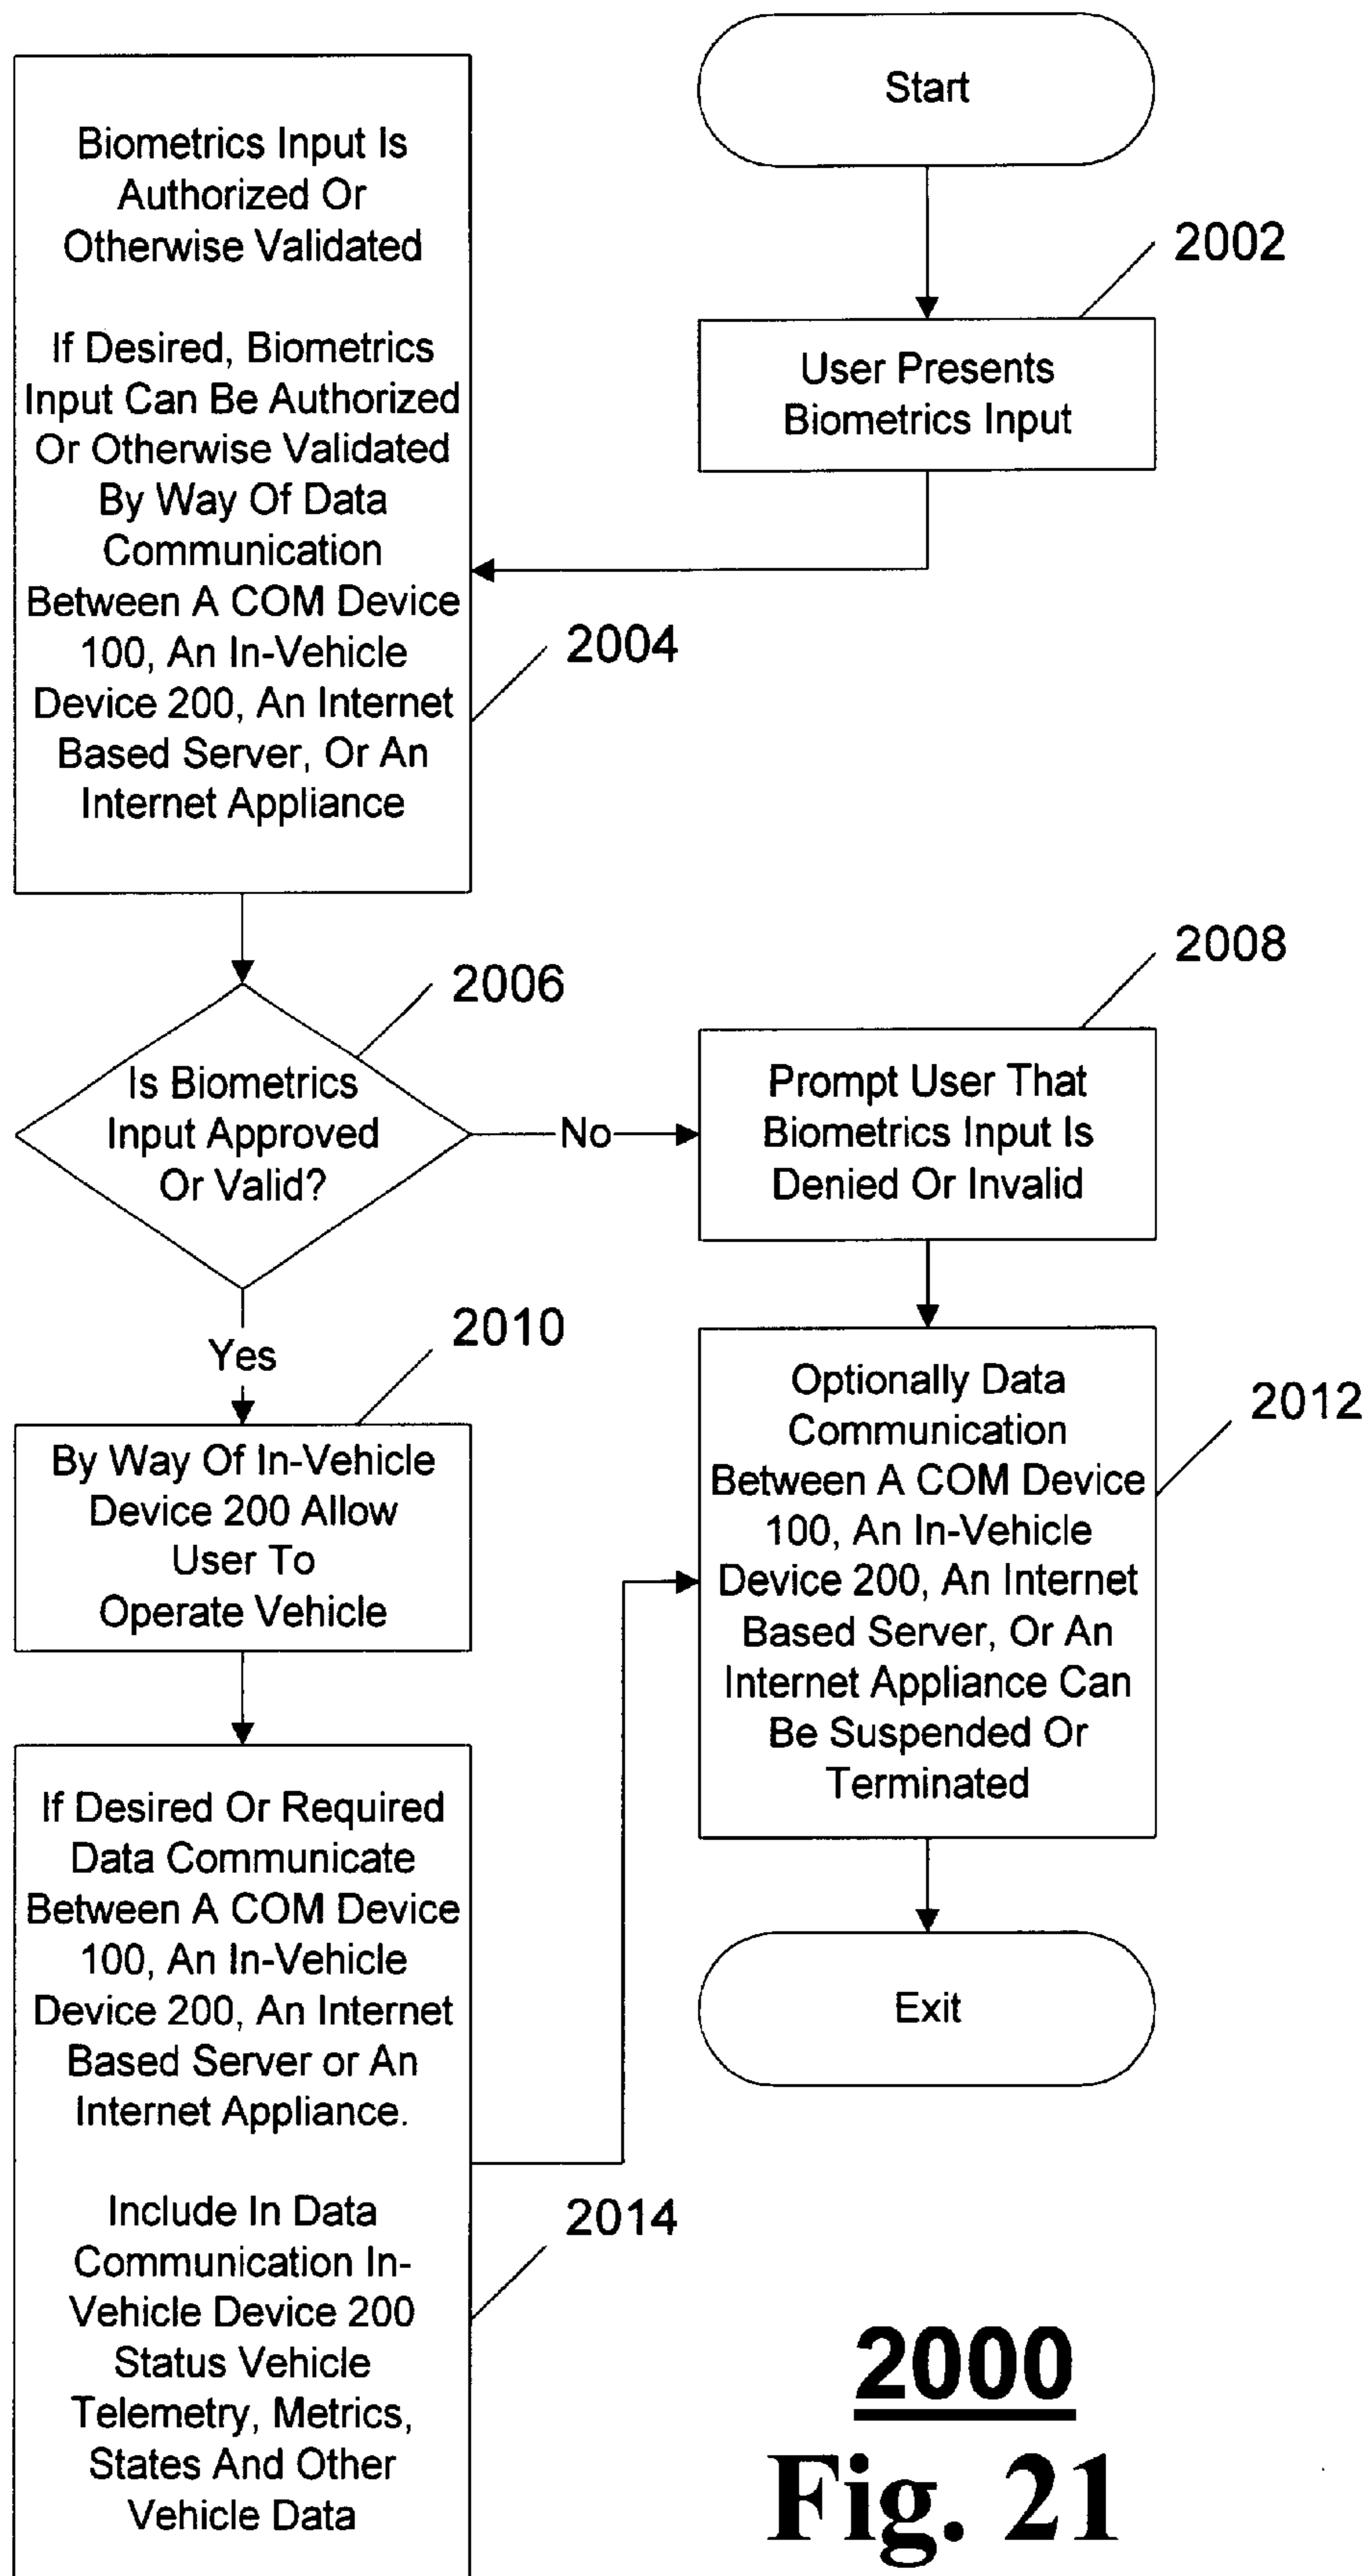 Start
2002
User Presents
Biometrics Input
Biometrics Input Is
Authorized Or
Otherwise Validated
If Desired, Biometrics
Input Can Be Authorized
Or Otherwise Validated
By Way Of Data
Communication
Between A COM Device
100, An In-Vehicle
Device 200, An Internet
Based Server, Or An
Internet Appliance
2004
2006
Is Biometrics
Input Approved
Or Valid?
No
2008
Prompt User That
Biometrics Input Is
Denied Or Invalid
Yes
2010
By Way Of In-Vehicle
Device 200 Allow
User To
Operate Vehicle
2012
Optionally Data
Communication
Between A COM Device
100, An In-Vehicle
Device 200, An Internet
Based Server, Or An
Internet Appliance Can
Be Suspended Or
Terminated
If Desired Or Required
Data Communicate
Between A COM Device
100, An In-Vehicle
Device 200, An Internet
Based Server or An
Internet Appliance.
Include In Data
Communication In-
Vehicle Device 200
Status Vehicle
Telemetry, Metrics,
States And Other
Vehicle Data
2014
Exit
2000
Fig. 21